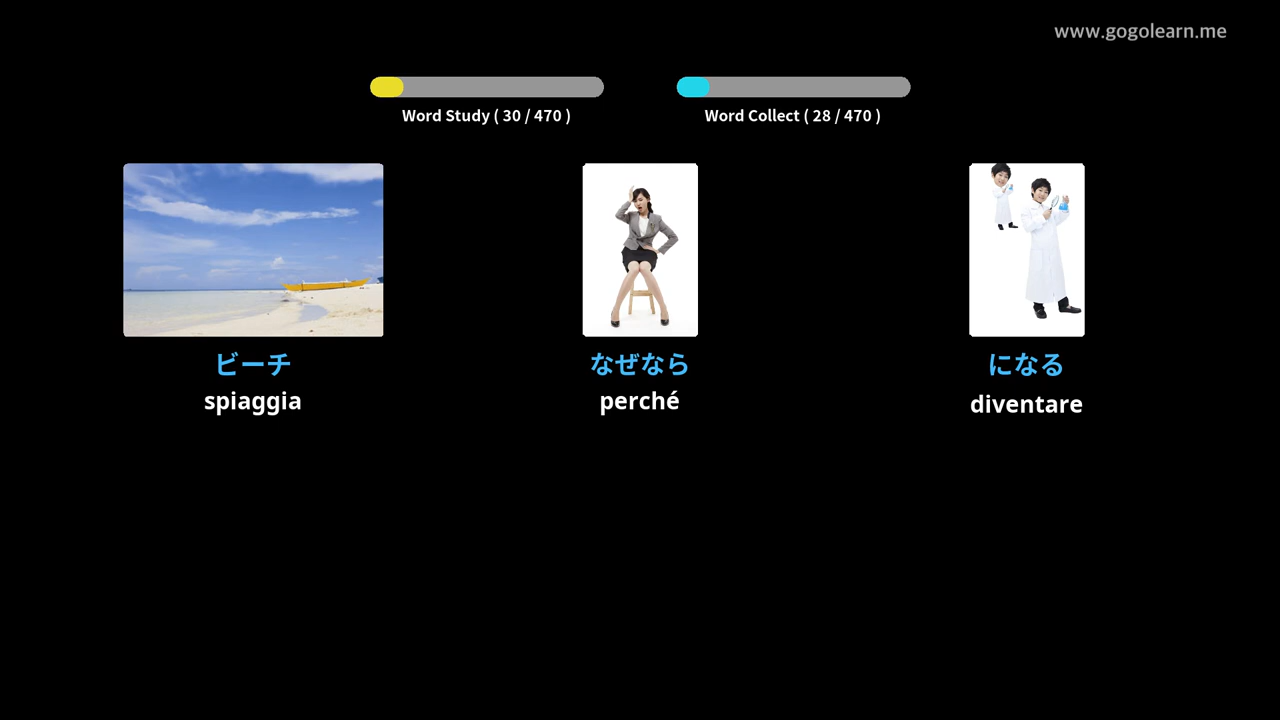 www.gogolearn.me
Word Study ( 30 / 470 )
Word Collect ( 28 / 470 )
ビーチ
spiaggia
なぜなら
perché
になる
diventare